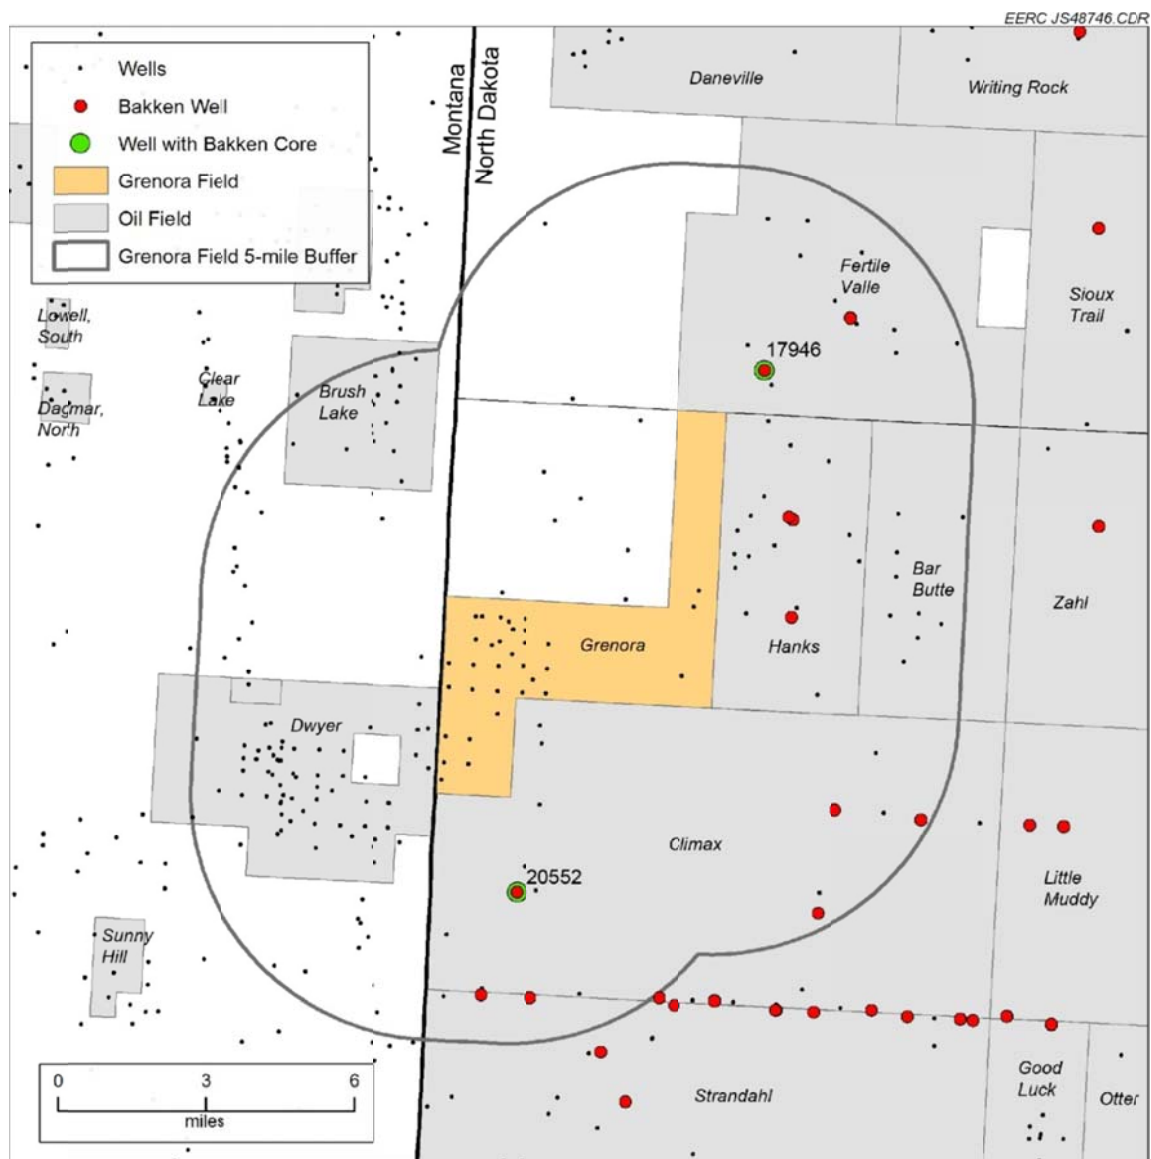 EERC JS48746.CDR
Wells
Bakken Well
Well with Bakken Core
Grenora Field
Oil Field
Grenora Field 5-mile Buffer
Montana
North Dakota
Daneville
Writing Rock
Fertile
Valle
Sioux
Trail
Lowell,
South
Clear
Lake
Brush
Lake
Dagmar,
North
17946
Bar
Butte
Zahl
Grenora
Hanks
Dwyer
Climax
20552
Little
Muddy
Sunny
Hill
Strandahl
Good
Luck
Otter
0 3 6
miles